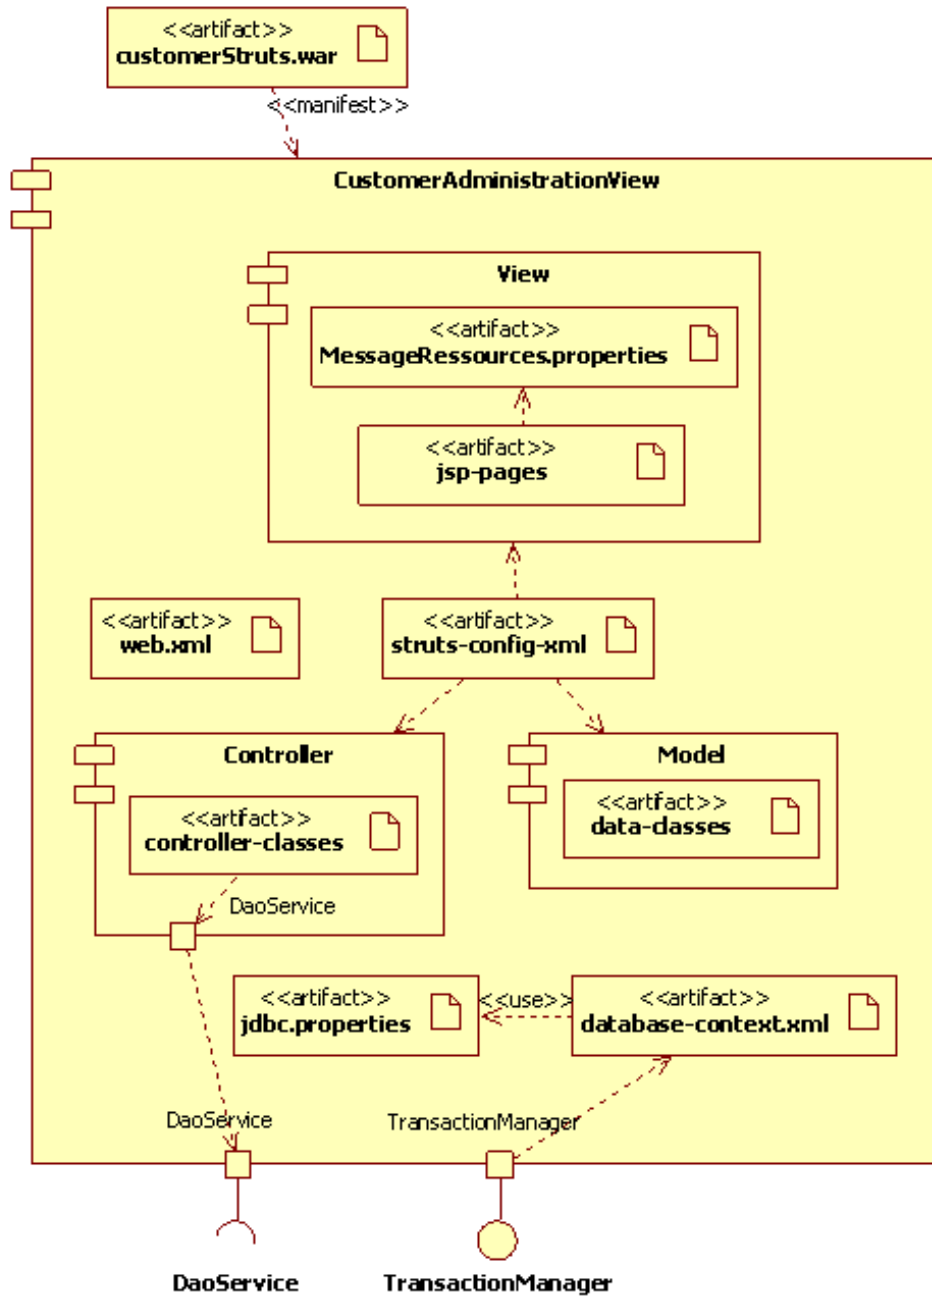 <<artifact>>
customerStruts.war
<<manifest>>
CustomerAdministrationView
View
<<artifact>>
MessageRessources.properties
<<artifact>>
jsp-pages
<<artifact>>
web.xml
<<artifact>>
struts-config-xml
Controller
<<artifact>>
controller-classes
DaoService
Model
<<artifact>>
data-classes
<<artifact>>
jdbc.properties
<<use>>
<<artifact>>
database-context.xml
DaoService
TransactionManager
DaoService
TransactionManager